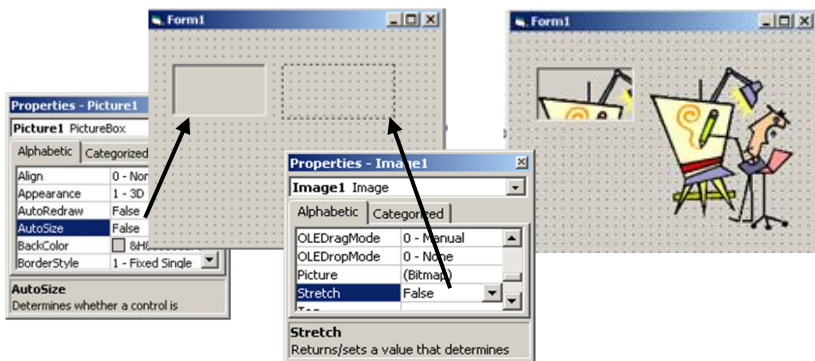 Form1
Properties - Picture1
Picture1 PictureBox
Alphabetic Categorized
Align 0 - Non
Appearance 1 - 3D
AutoRedraw False
AutoSize False
BackColor
BorderStyle 1 - Fixed Single
AutoSize
Determines whether a control is
Properties - Image1
Image1 Image
Alphabetic Categorized
OLEDragMode 0 - Manual
OLEDropMode 0 - None
Picture (Bitmap)
Stretch False
Stretch
Returns/sets a value that determines
Form1